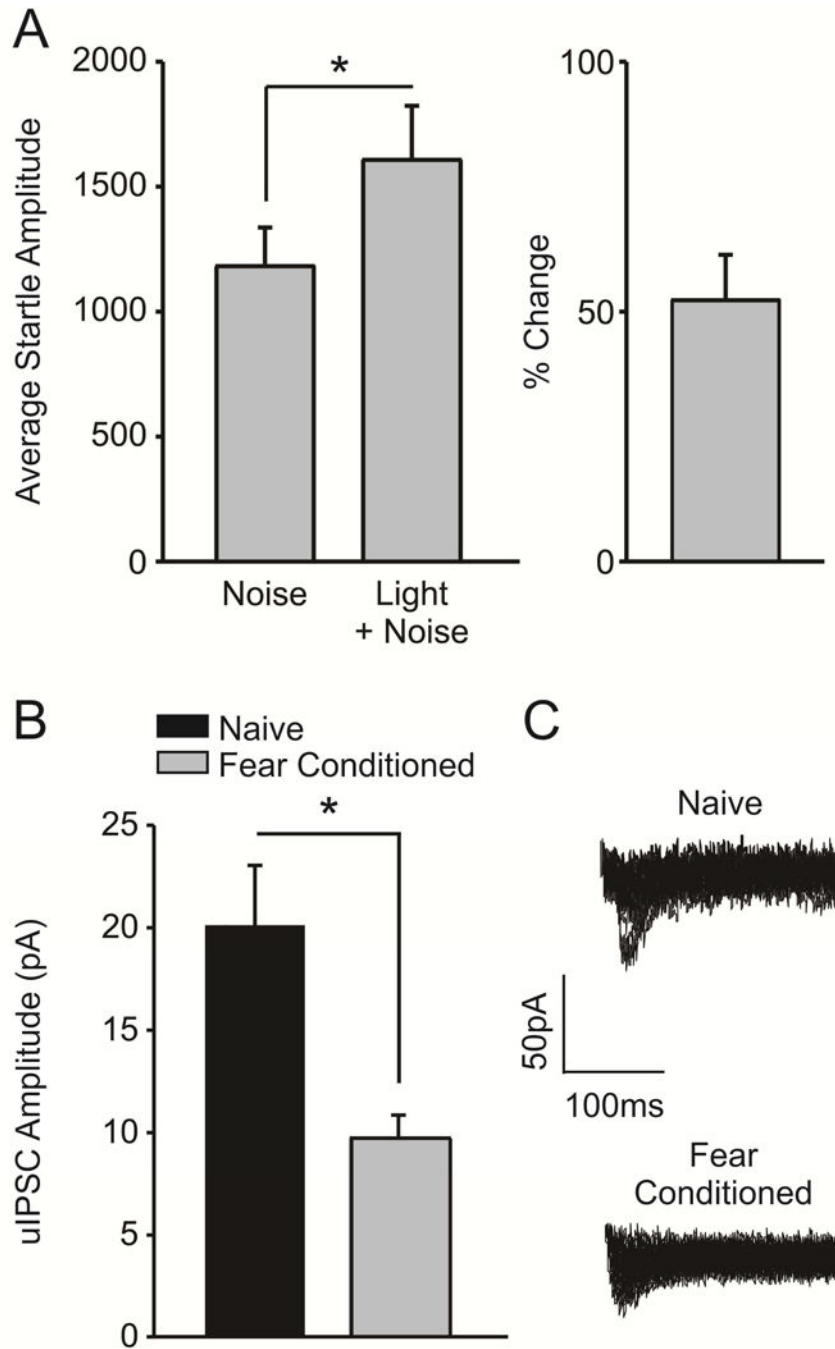 A
2000
1500
1000
500
0
Average Startle Amplitude
*
Noise
Light
+ Noise
100
50
0
% Change
B
Naive
Fear Conditioned
25
20
15
10
5
0
uIPSC Amplitude (pA)
*
C
Naive
50pA
100ms
Fear
Conditioned